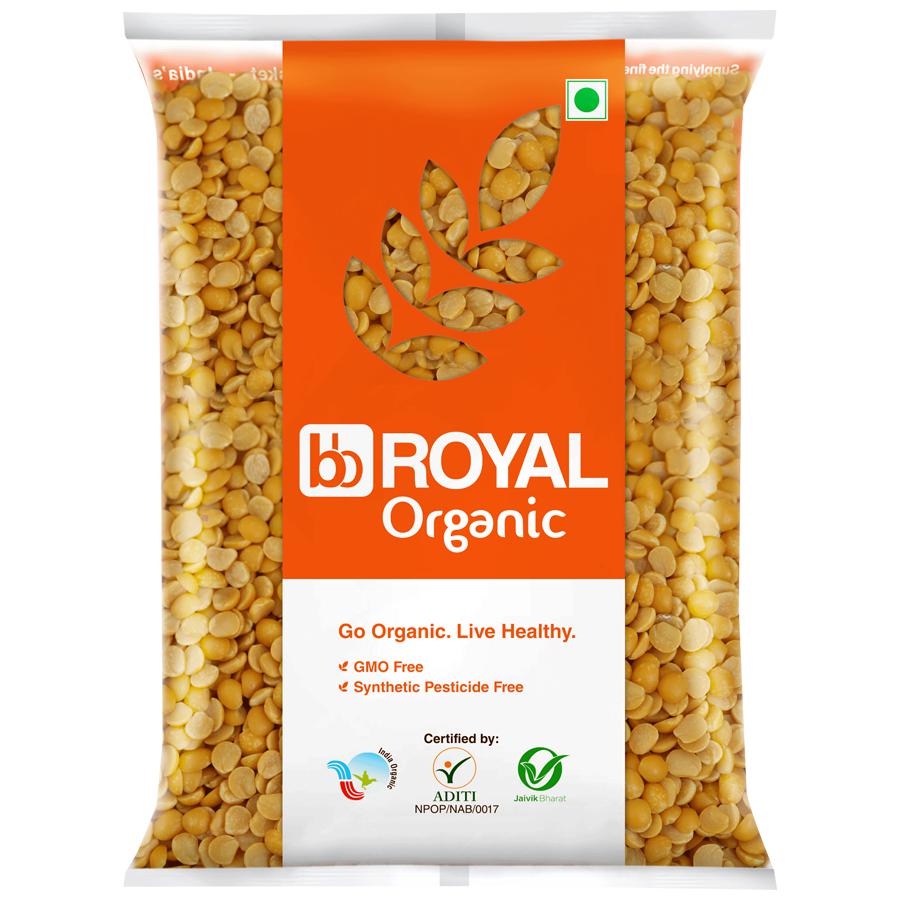 bb ROYAL
Organic
Go Organic. Live Healthy.
GMO Free
Synthetic Pesticide Free
Certified by:
India Organic
ADITI
NPOP/NAB/0017
Jaivik Bharat